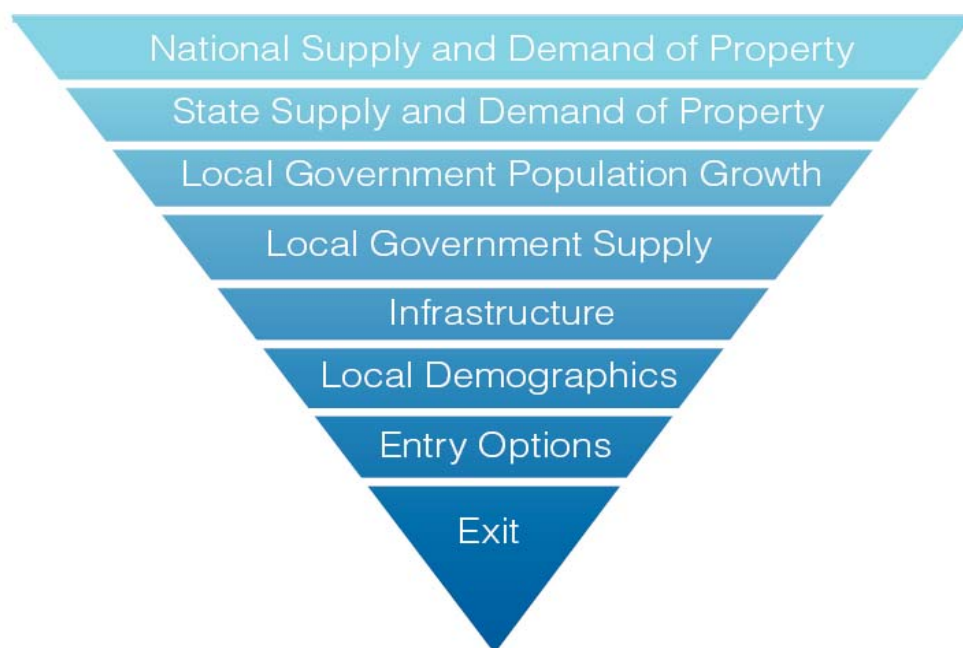 National Supply and Demand of Property
State Supply and Demand of Property
Local Government Population Growth
Local Government Supply
Infrastructure
Local Demographics
Entry Options
Exit